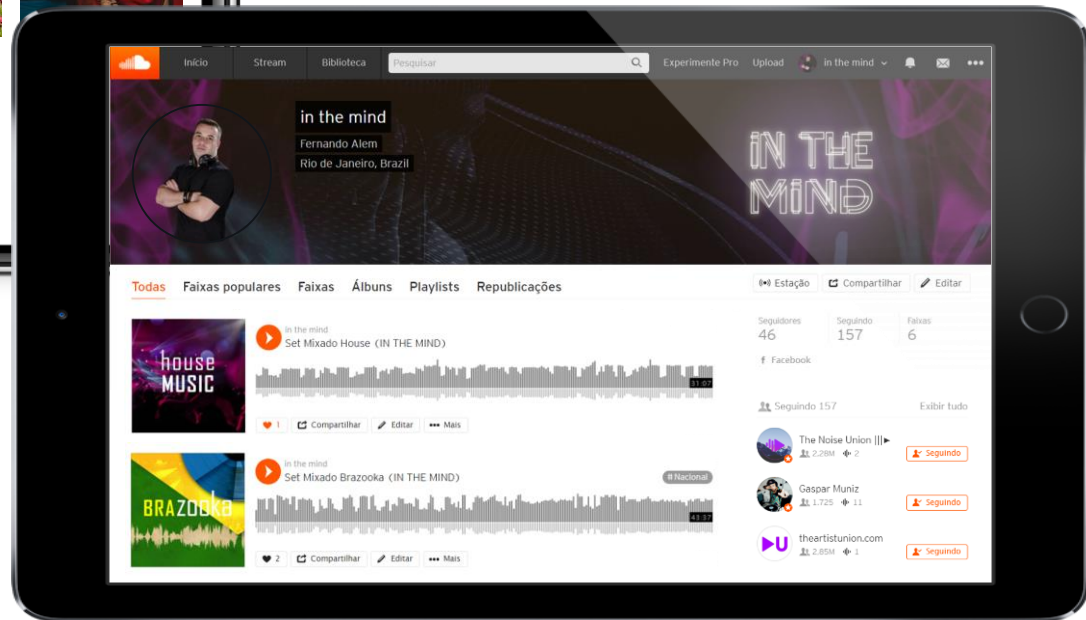 Início Stream Biblioteca Pesquisar Experimente Pro Upload in the mind
in the mind
Fernando Alem
Rio de Janeiro, Brazil
IN THE
MIND
Todas Faixas populares Faixas Álbuns Playlists Republicações
Estação Compartilhar Editar
Seguidores Seguindo Faixas
46 157 6
Facebook
house
MUSIC
in the mind
Set Mixado House (IN THE MIND)
31:07
1 Compartilhar Editar Mais
BRAZOOKA
in the mind
Set Mixado Brazooka (IN THE MIND)
#Nacional
43:37
2 Compartilhar Editar Mais
Seguindo 157 Exibir tudo
The Noise Union |||►
2.28M 2
Seguindo
Gaspar Muniz
1.725 11
Seguindo
theartistunion.com
2.85M 1
Seguindo